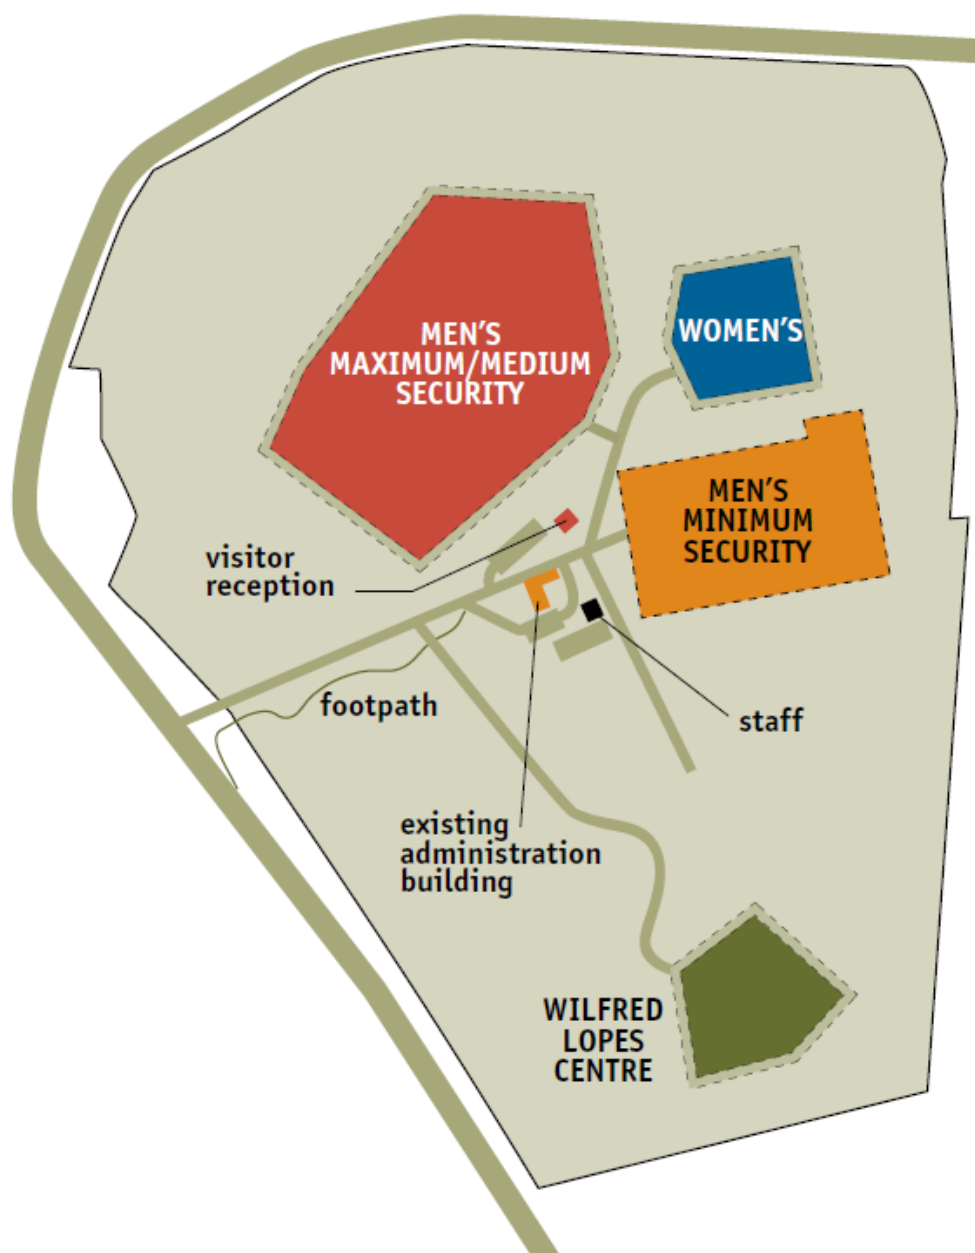 MEN'S
MAXIMUM/MEDIUM
SECURITY
WOMEN'S
MEN'S
MINIMUM
SECURITY
visitor
reception
footpath
staff
existing
administration
building
WILFRED
LOPES
CENTRE